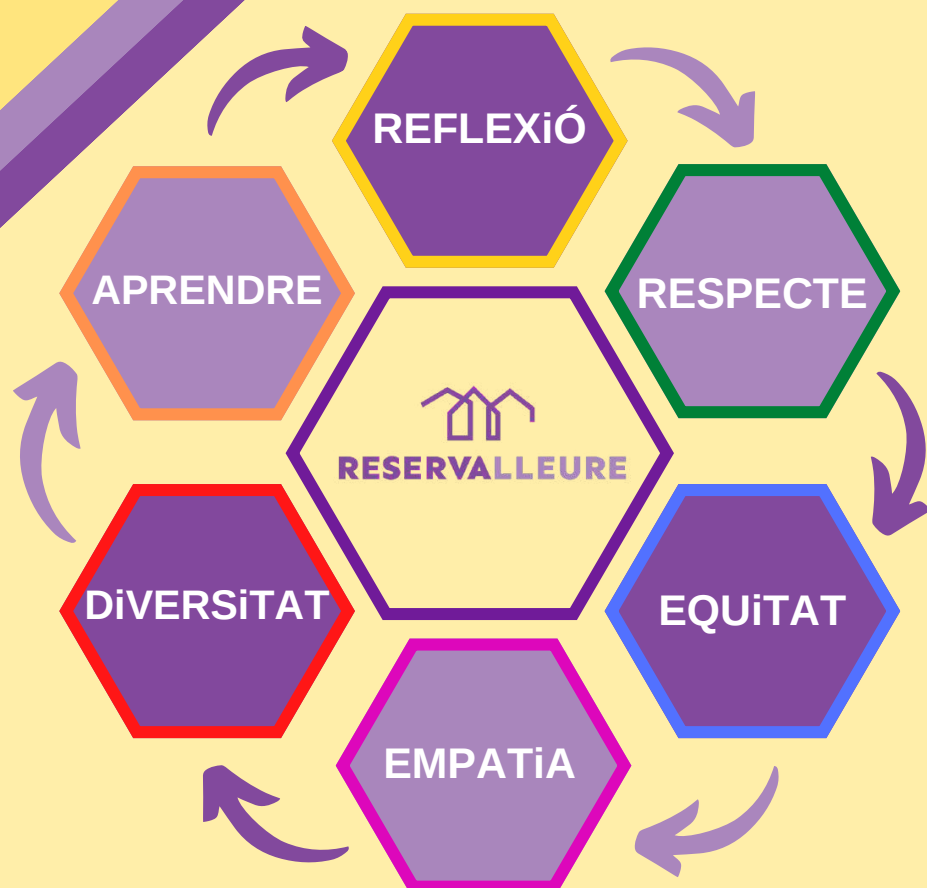 REFLEXiÓ
APRENDRE
RESPECTE
RESERVALLEURE
DiVERSiTAT
EQUiTAT
EMPATiA